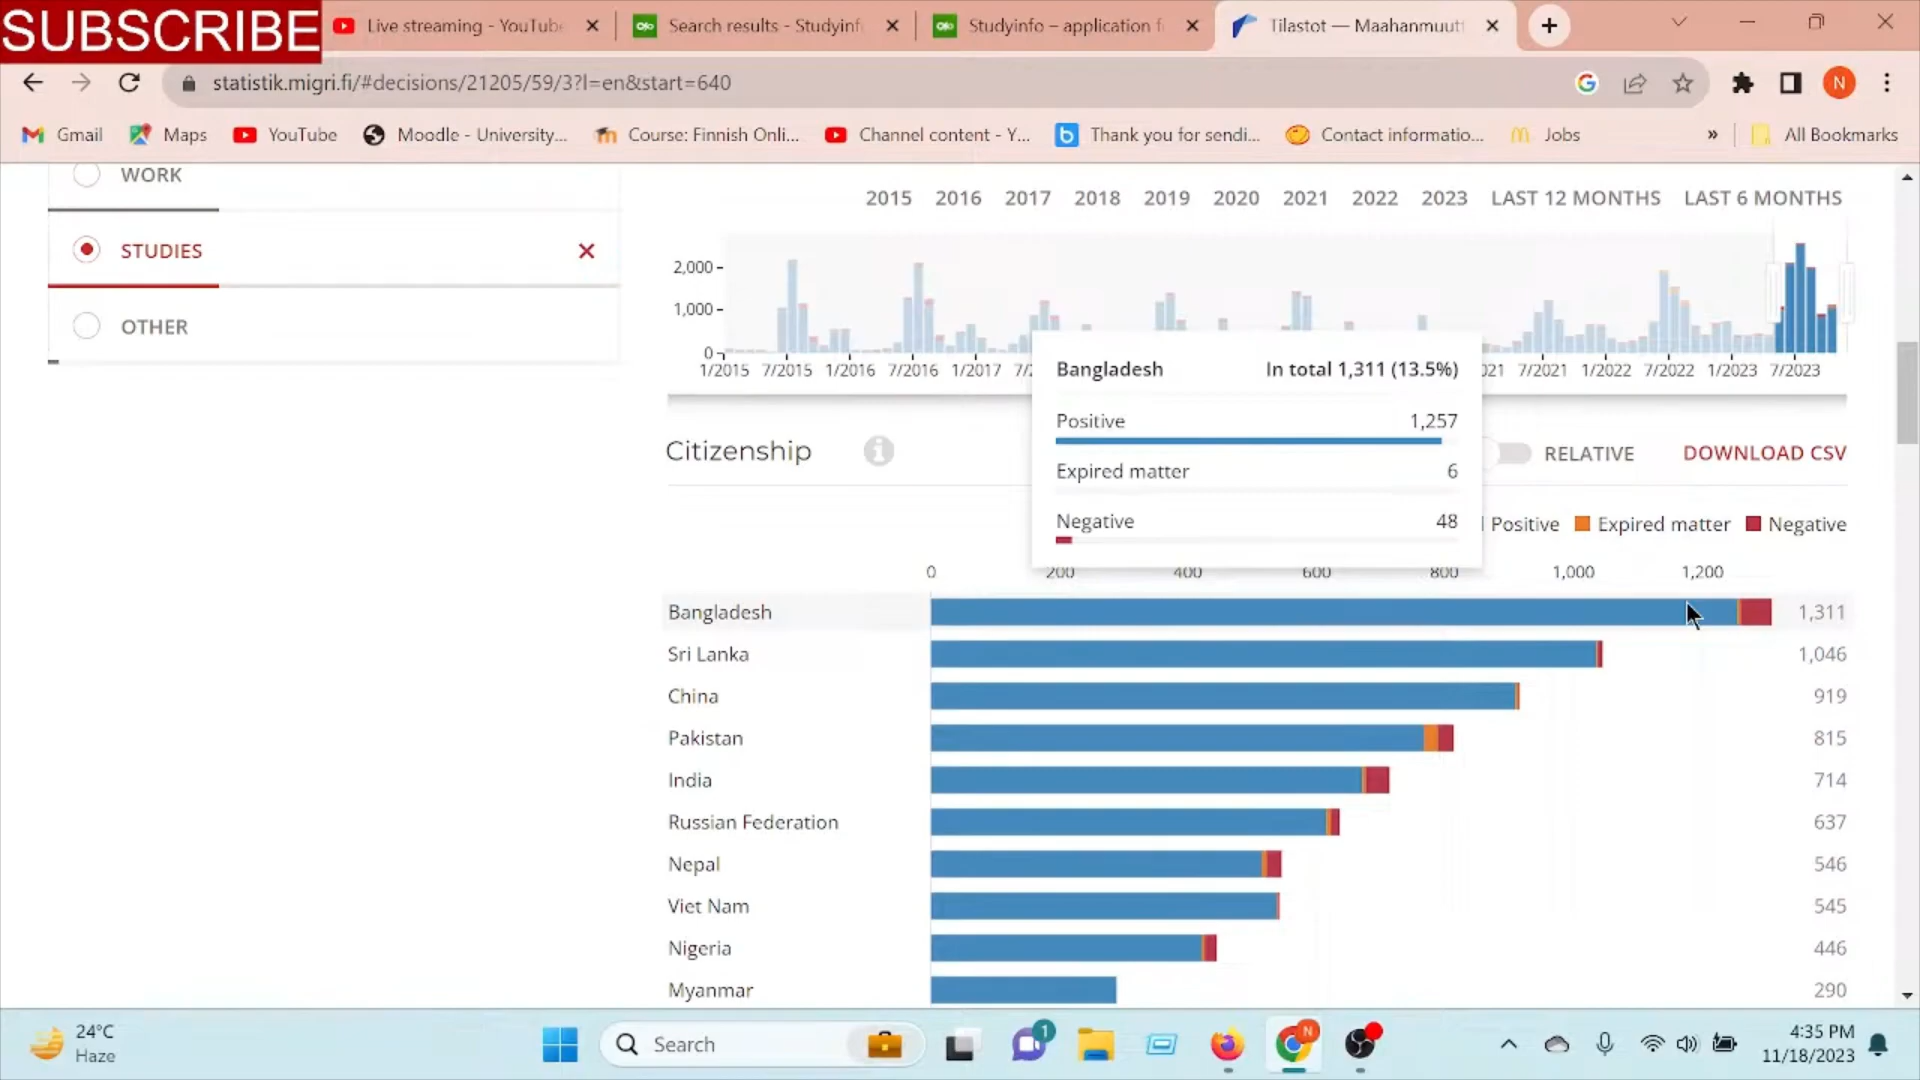 SUBSCRIBE
Live streaming - YouTube
Search results - Studyinf
Studyinfo – application f
Tilastot — Maahanmuutt
statistik.migri.fi/#decisions/21205/59/3?l=en&start=640
N
Gmail
Maps
YouTube
Moodle - University...
Course: Finnish Onli...
Channel content - Y...
Thank you for sendi...
Contact informatio...
Jobs
»
All Bookmarks
WORK
STUDIES
OTHER
2015 2016 2017 2018 2019 2020 2021 2022 2023 LAST 12 MONTHS LAST 6 MONTHS
2,000
1,000
0
1/2015 7/2015 1/2016 7/2016 1/2017 7/2 021 7/2021 1/2022 7/2022 1/2023 7/2023
Bangladesh In total 1,311 (13.5%)
Positive 1,257
Expired matter 6
Negative 48
Citizenship
RELATIVE
DOWNLOAD CSV
Positive Expired matter Negative
0 200 400 600 800 1,000 1,200
Bangladesh 1,311
Sri Lanka 1,046
China 919
Pakistan 815
India 714
Russian Federation 637
Nepal 546
Viet Nam 545
Nigeria 446
Myanmar 290
24°C
Haze
Search
1
N
4:35 PM
11/18/2023